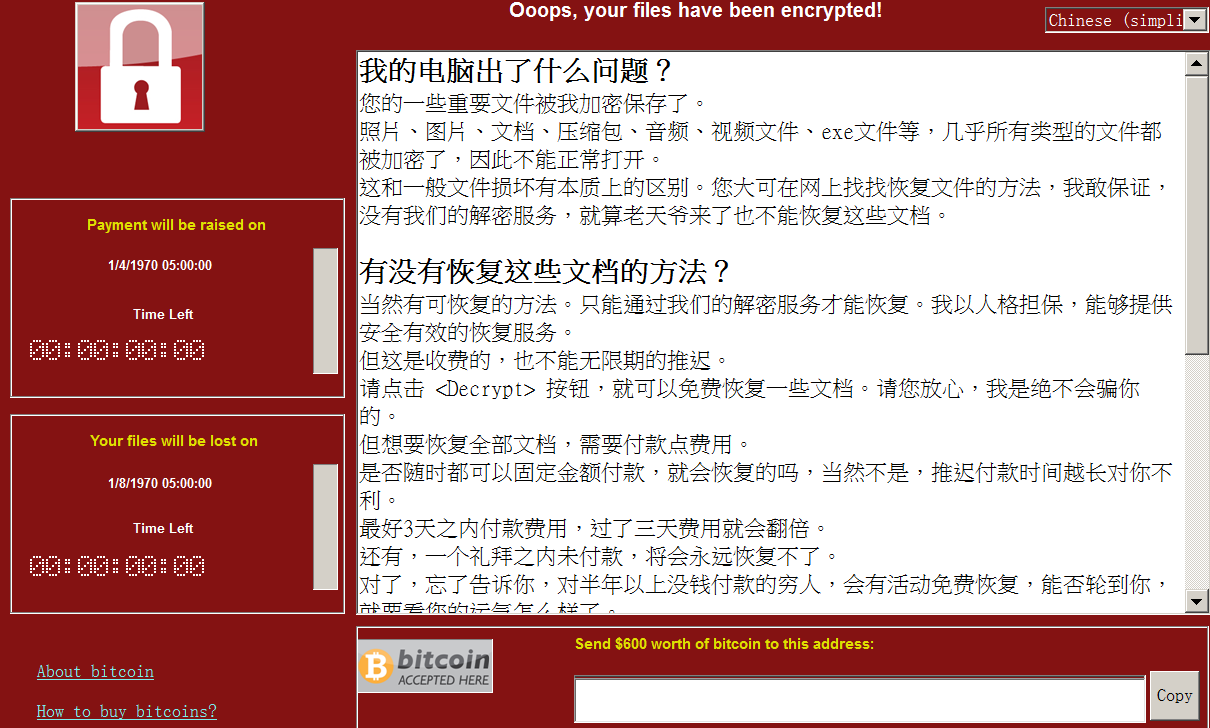 Ooops, your files have been encrypted!
Chinese (simpli
我的电脑出了什么问题？
您的一些重要文件被我加密保存了。
照片、图片、文档、压缩包、音频、视频文件、exe文件等，几乎所有类型的文件都
被加密了，因此不能正常打开。
这和一般文件损坏有本质上的区别。您大可在网上找找恢复文件的方法，我敢保证，
没有我们的解密服务，就算老天爷来了也不能恢复这些文档。
有没有恢复这些文档的方法？
当然有可恢复的方法。只能通过我们的解密服务才能恢复。我以人格担保，能够提供
安全有效的恢复服务。
但这是收费的，也不能无限期的推迟。
请点击 <Decrypt> 按钮，就可以免费恢复一些文档。请您放心，我是绝不会骗你
的。
但想要恢复全部文档，需要付款点费用。
是否随时都可以固定金额付款，就会恢复的吗，当然不是，推迟付款时间越长对你不
利。
最好3天之内付款费用，过了三天费用就会翻倍。
还有，一个礼拜之内未付款，将会永远恢复不了。
对了，忘了告诉你，对半年以上没钱付款的穷人，会有活动免费恢复，能否轮到你，
就要看您的运气怎么样了。
Payment will be raised on
1/4/1970 05:00:00
Time Left
00:00:00:00
Your files will be lost on
1/8/1970 05:00:00
Time Left
00:00:00:00
About bitcoin
How to buy bitcoins?
bitcoin
ACCEPTED HERE
Send $600 worth of bitcoin to this address:
Copy